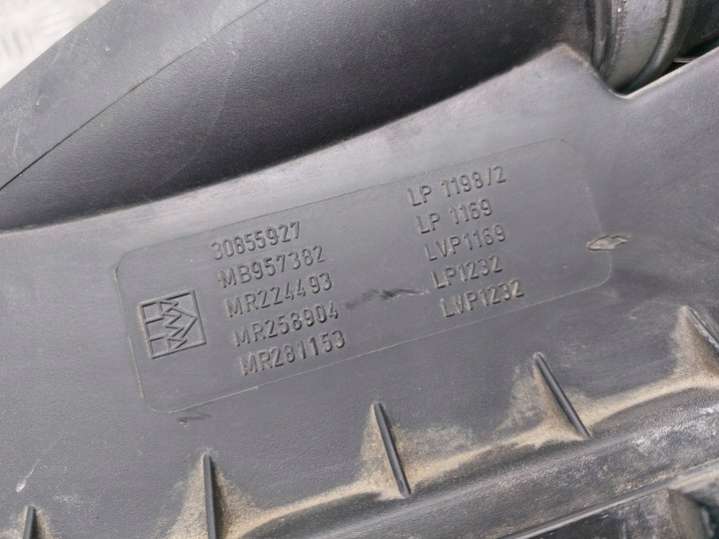 30855927 LP 1198/2
MB957382 LP 1169
MR224493 LVP1169
MR258904 LP1232
MR281153 LVP1232